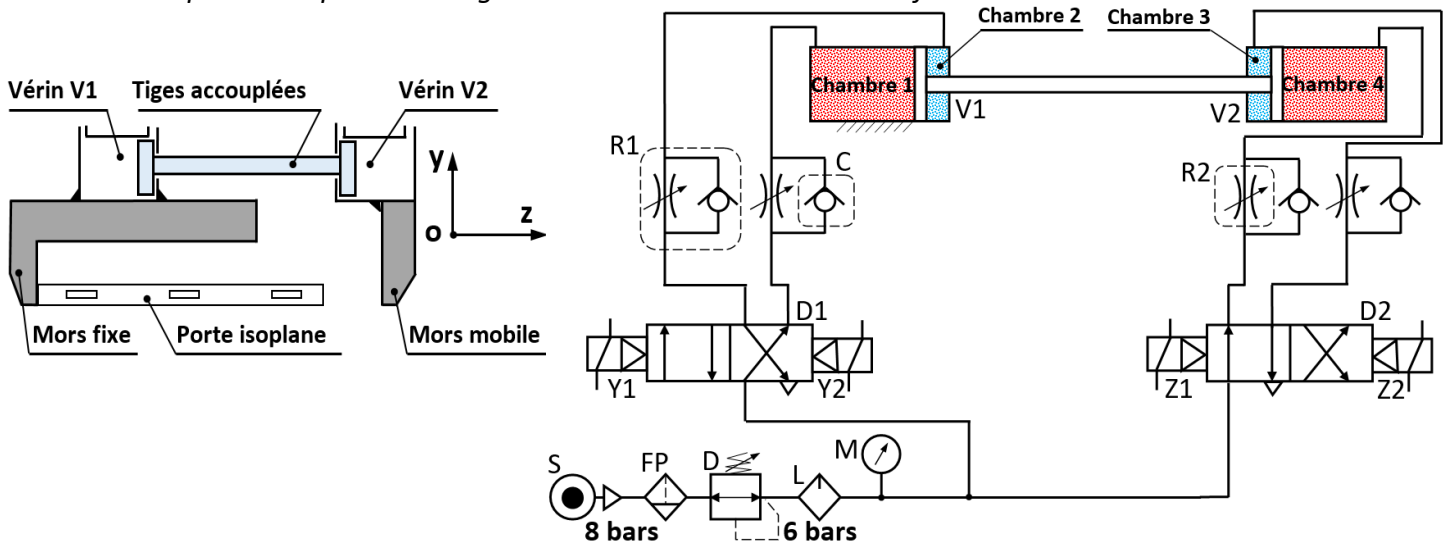 Vérin V1
Tiges accouplées
Vérin V2
y
o
z
Mors fixe
Porte isoplane
Mors mobile
Chambre 2
Chambre 3
Chambre 1
Chambre 4
V1
V2
R1
C
R2
D1
D2
Y1
Y2
Z1
Z2
S
FP
D
L
M
8 bars
6 bars